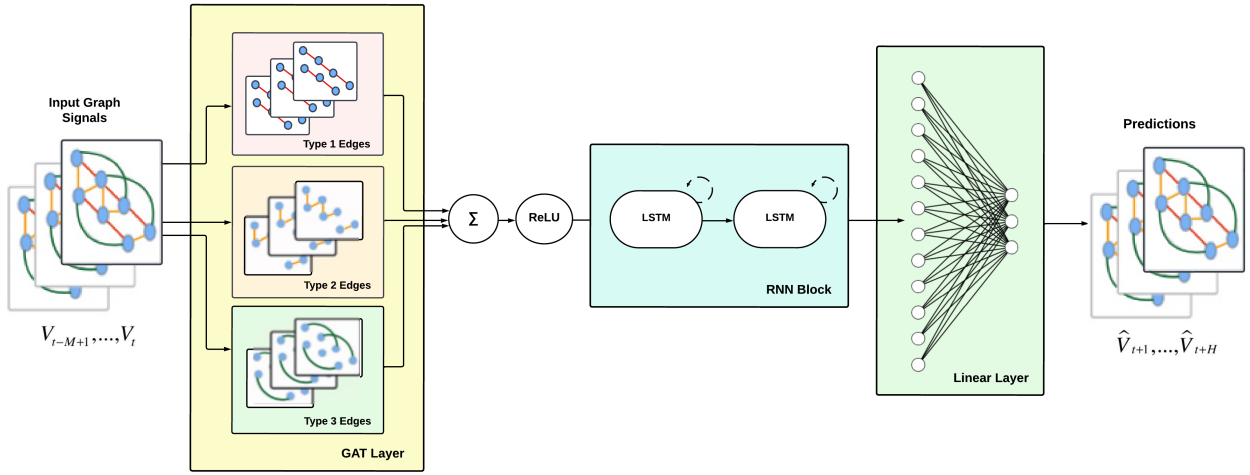 Input Graph
Signals
V_{t-M+1},...,V_t
Type 1 Edges
Type 2 Edges
Type 3 Edges
GAT Layer
Σ
ReLU
LSTM
LSTM
RNN Block
Linear Layer
Predictions
V̂_{t+1},...,V̂_{t+H}